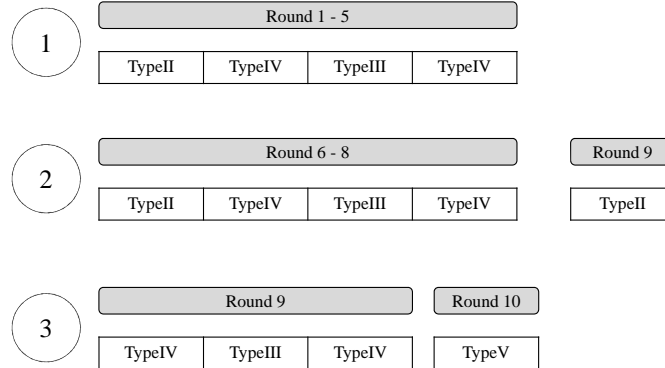 1
Round 1 - 5
TypeII TypeIV TypeIII TypeIV
2
Round 6 - 8 Round 9
TypeII TypeIV TypeIII TypeIV TypeII
3
Round 9 Round 10
TypeIV TypeIII TypeIV TypeV